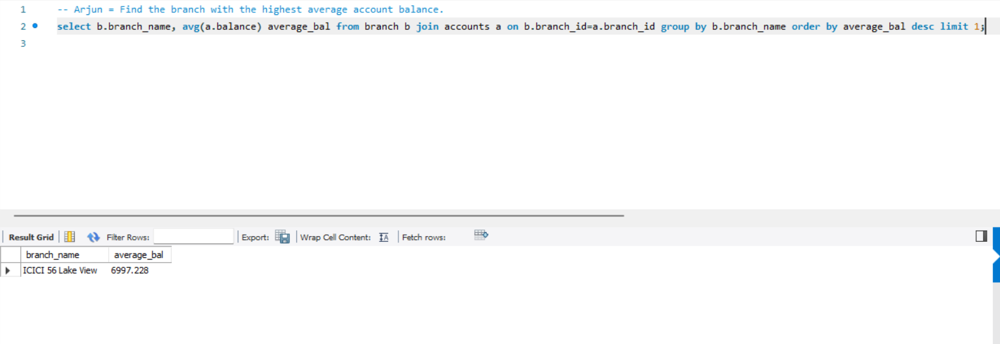 1 -- Arjun = Find the branch with the highest average account balance.
2 select b.branch_name, avg(a.balance) average_bal from branch b join accounts a on b.branch_id=a.branch_id group by b.branch_name order by average_bal desc limit 1;
3
Result Grid Filter Rows: Export: Wrap Cell Content: Fetch rows:
branch_name average_bal
ICICI 56 Lake View 6997.228